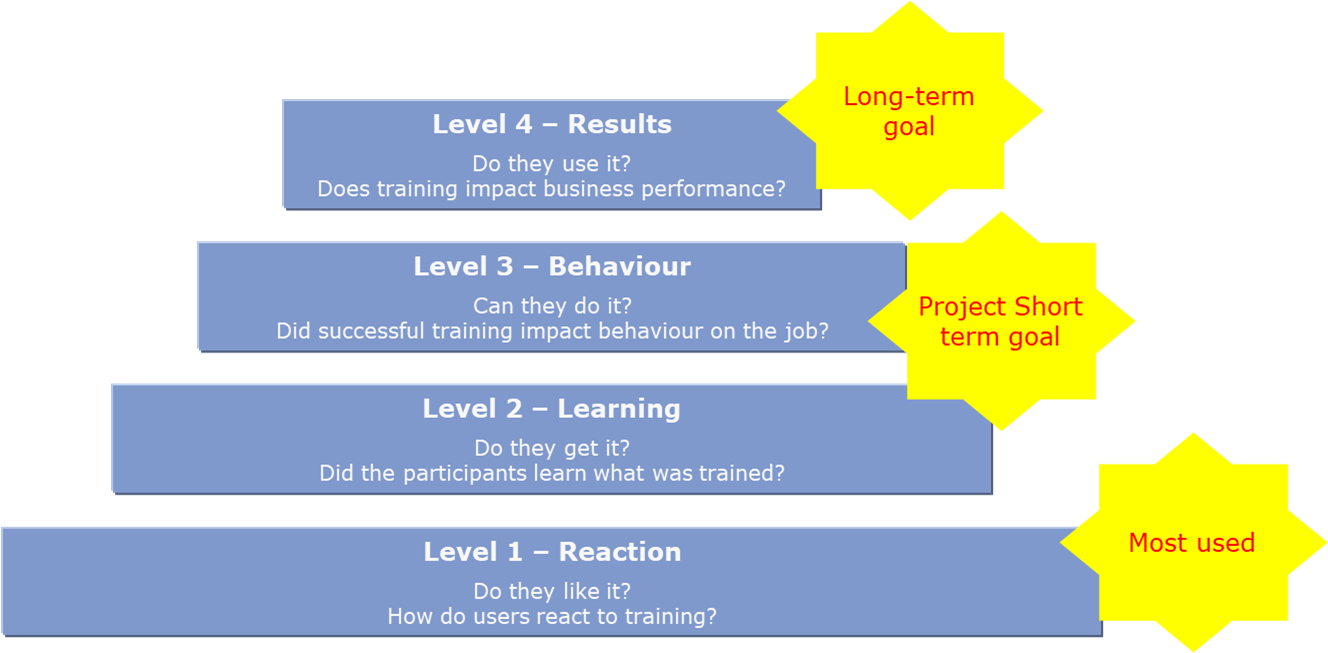 Long-term
goal
Level 4 – Results
Do they use it?
Does training impact business performance?
Project Short
term goal
Level 3 – Behaviour
Can they do it?
Did successful training impact behaviour on the job?
Level 2 – Learning
Do they get it?
Did the participants learn what was trained?
Most used
Level 1 – Reaction
Do they like it?
How do users react to training?